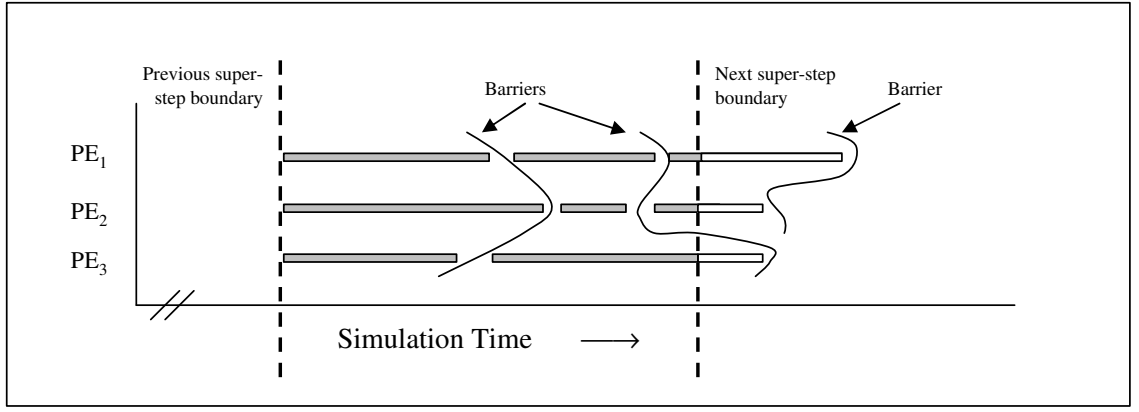 Previous super-
step boundary
Barriers
Next super-step
boundary
Barrier
PE1
PE2
PE3
Simulation Time